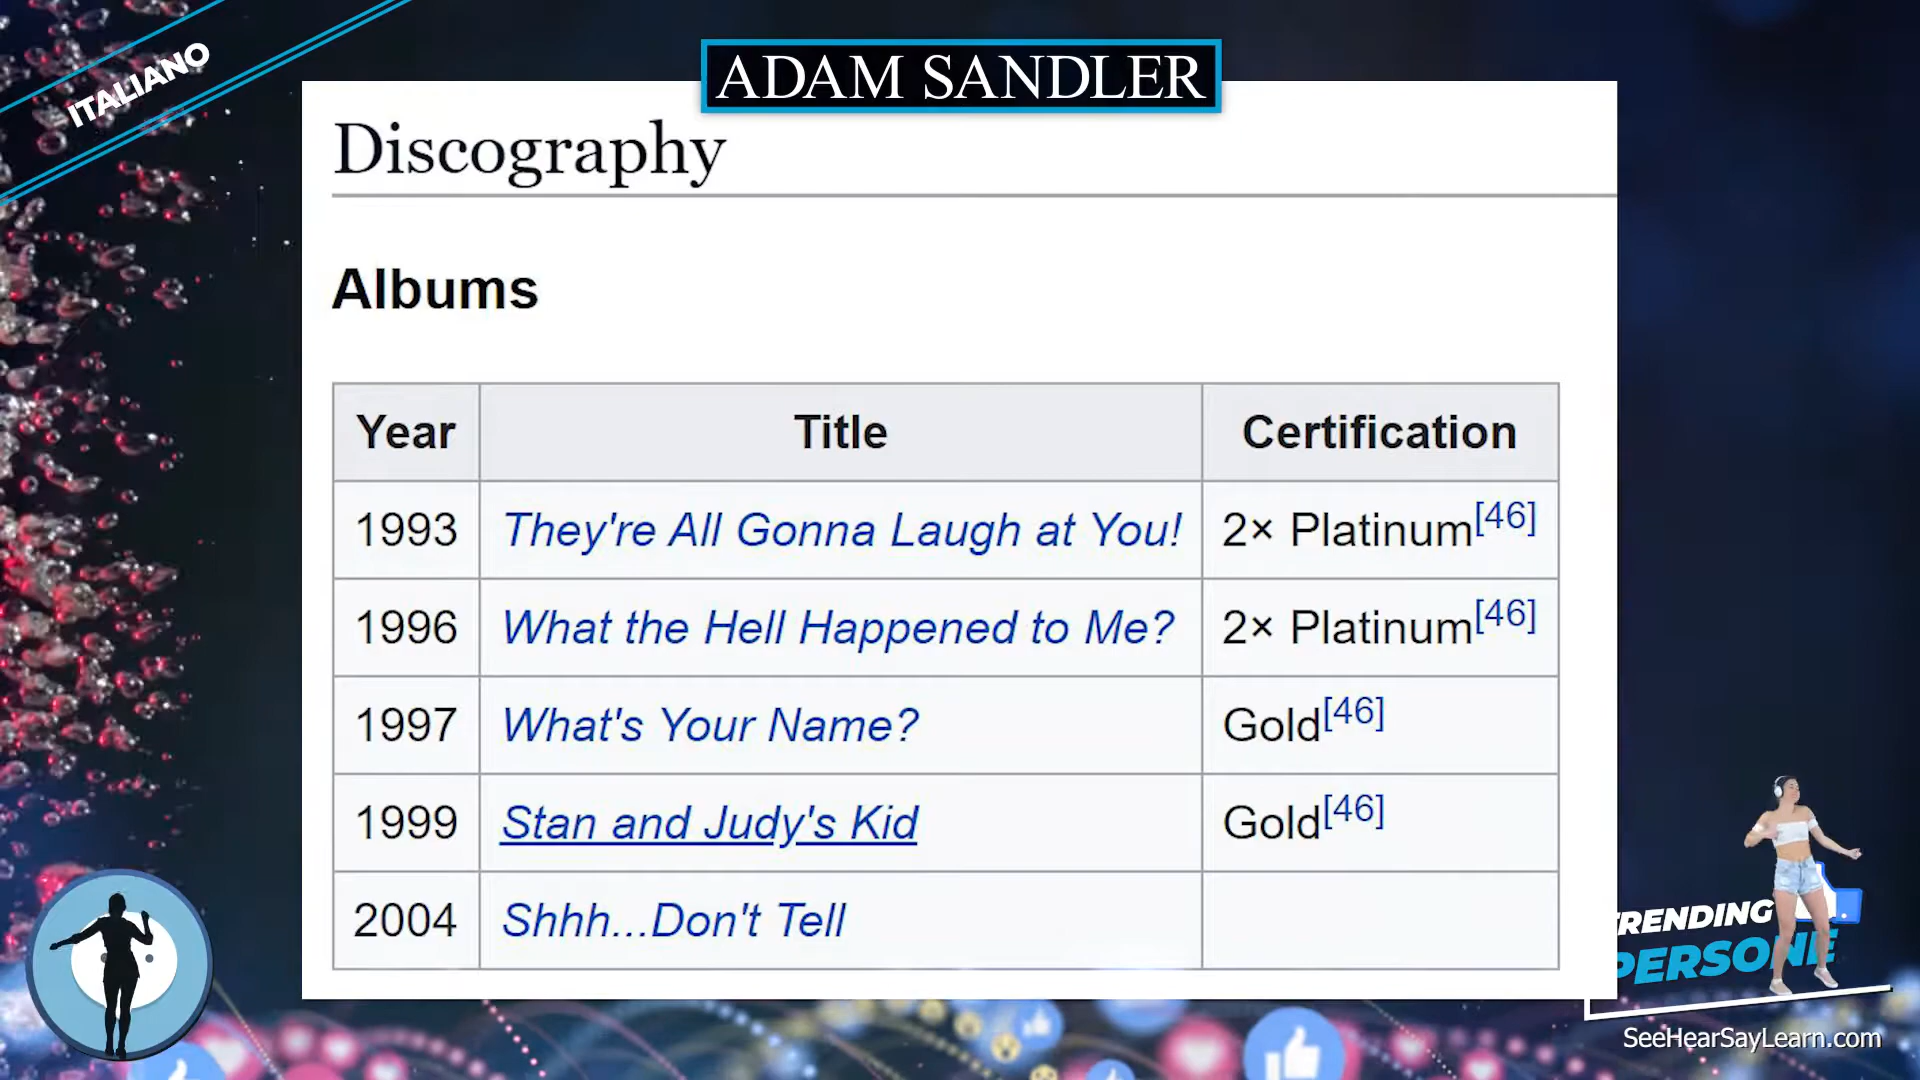 ITALIANO
ADAM SANDLER
Discography
Albums
Year Title Certification
1993 They're All Gonna Laugh at You! 2× Platinum[46]
1996 What the Hell Happened to Me? 2× Platinum[46]
1997 What's Your Name? Gold[46]
1999 Stan and Judy's Kid Gold[46]
2004 Shhh...Don't Tell
TRENDING
PERSONE
SeeHearSayLearn.com